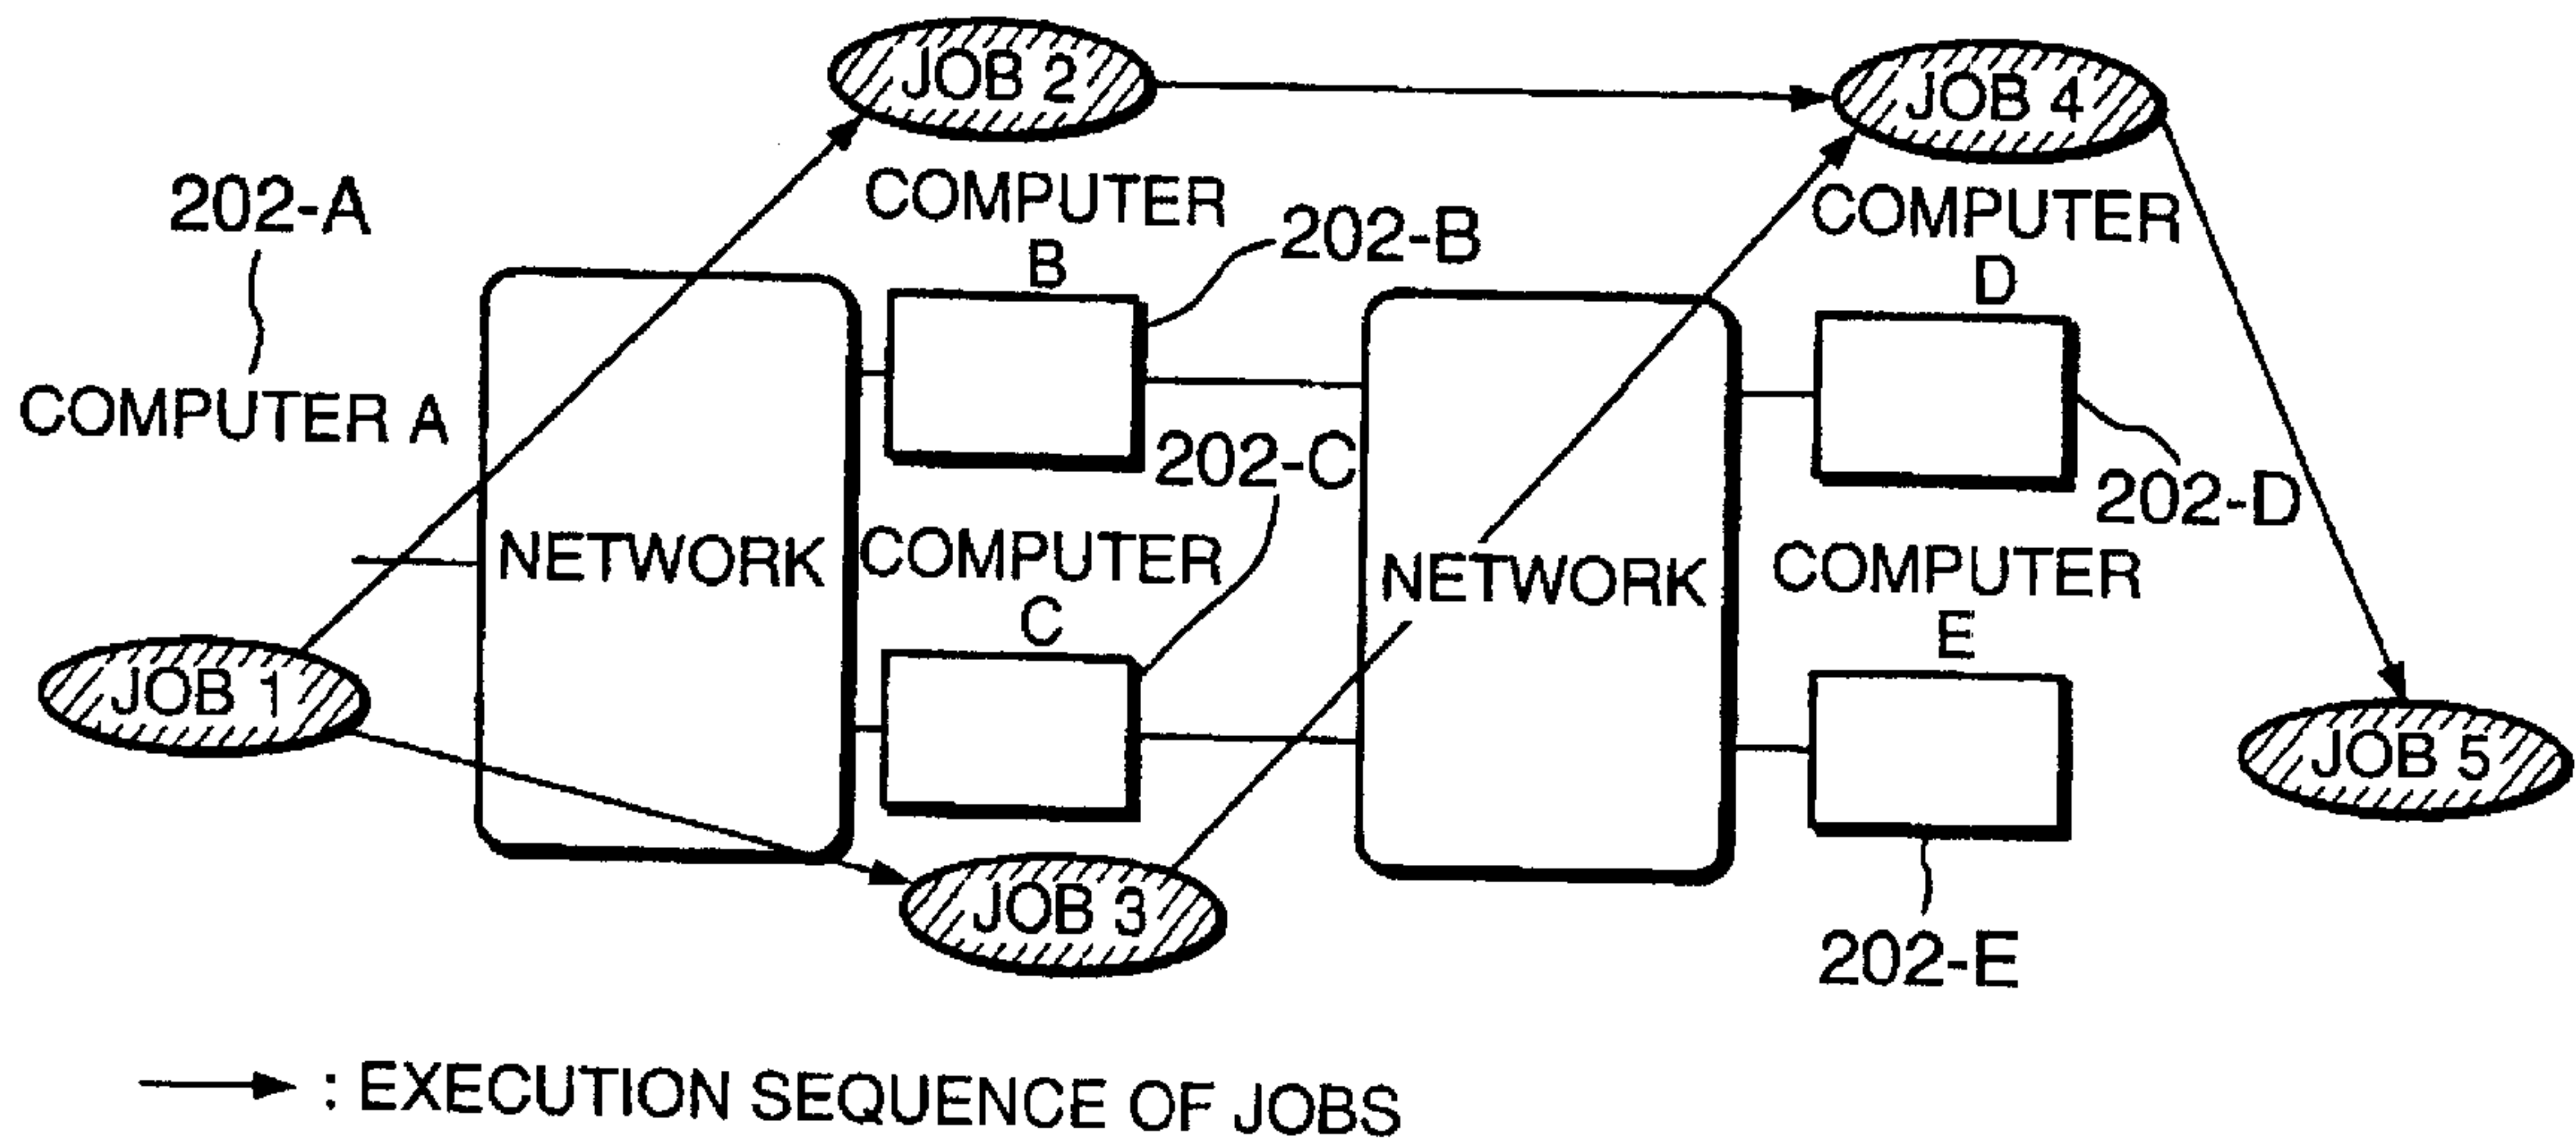 JOB 2
JOB 4
202-A
COMPUTER
B
202-B
COMPUTER
D
COMPUTER A
202-C
202-D
NETWORK
COMPUTER
C
NETWORK
COMPUTER
E
JOB 1
JOB 5
JOB 3
202-E
: EXECUTION SEQUENCE OF JOBS